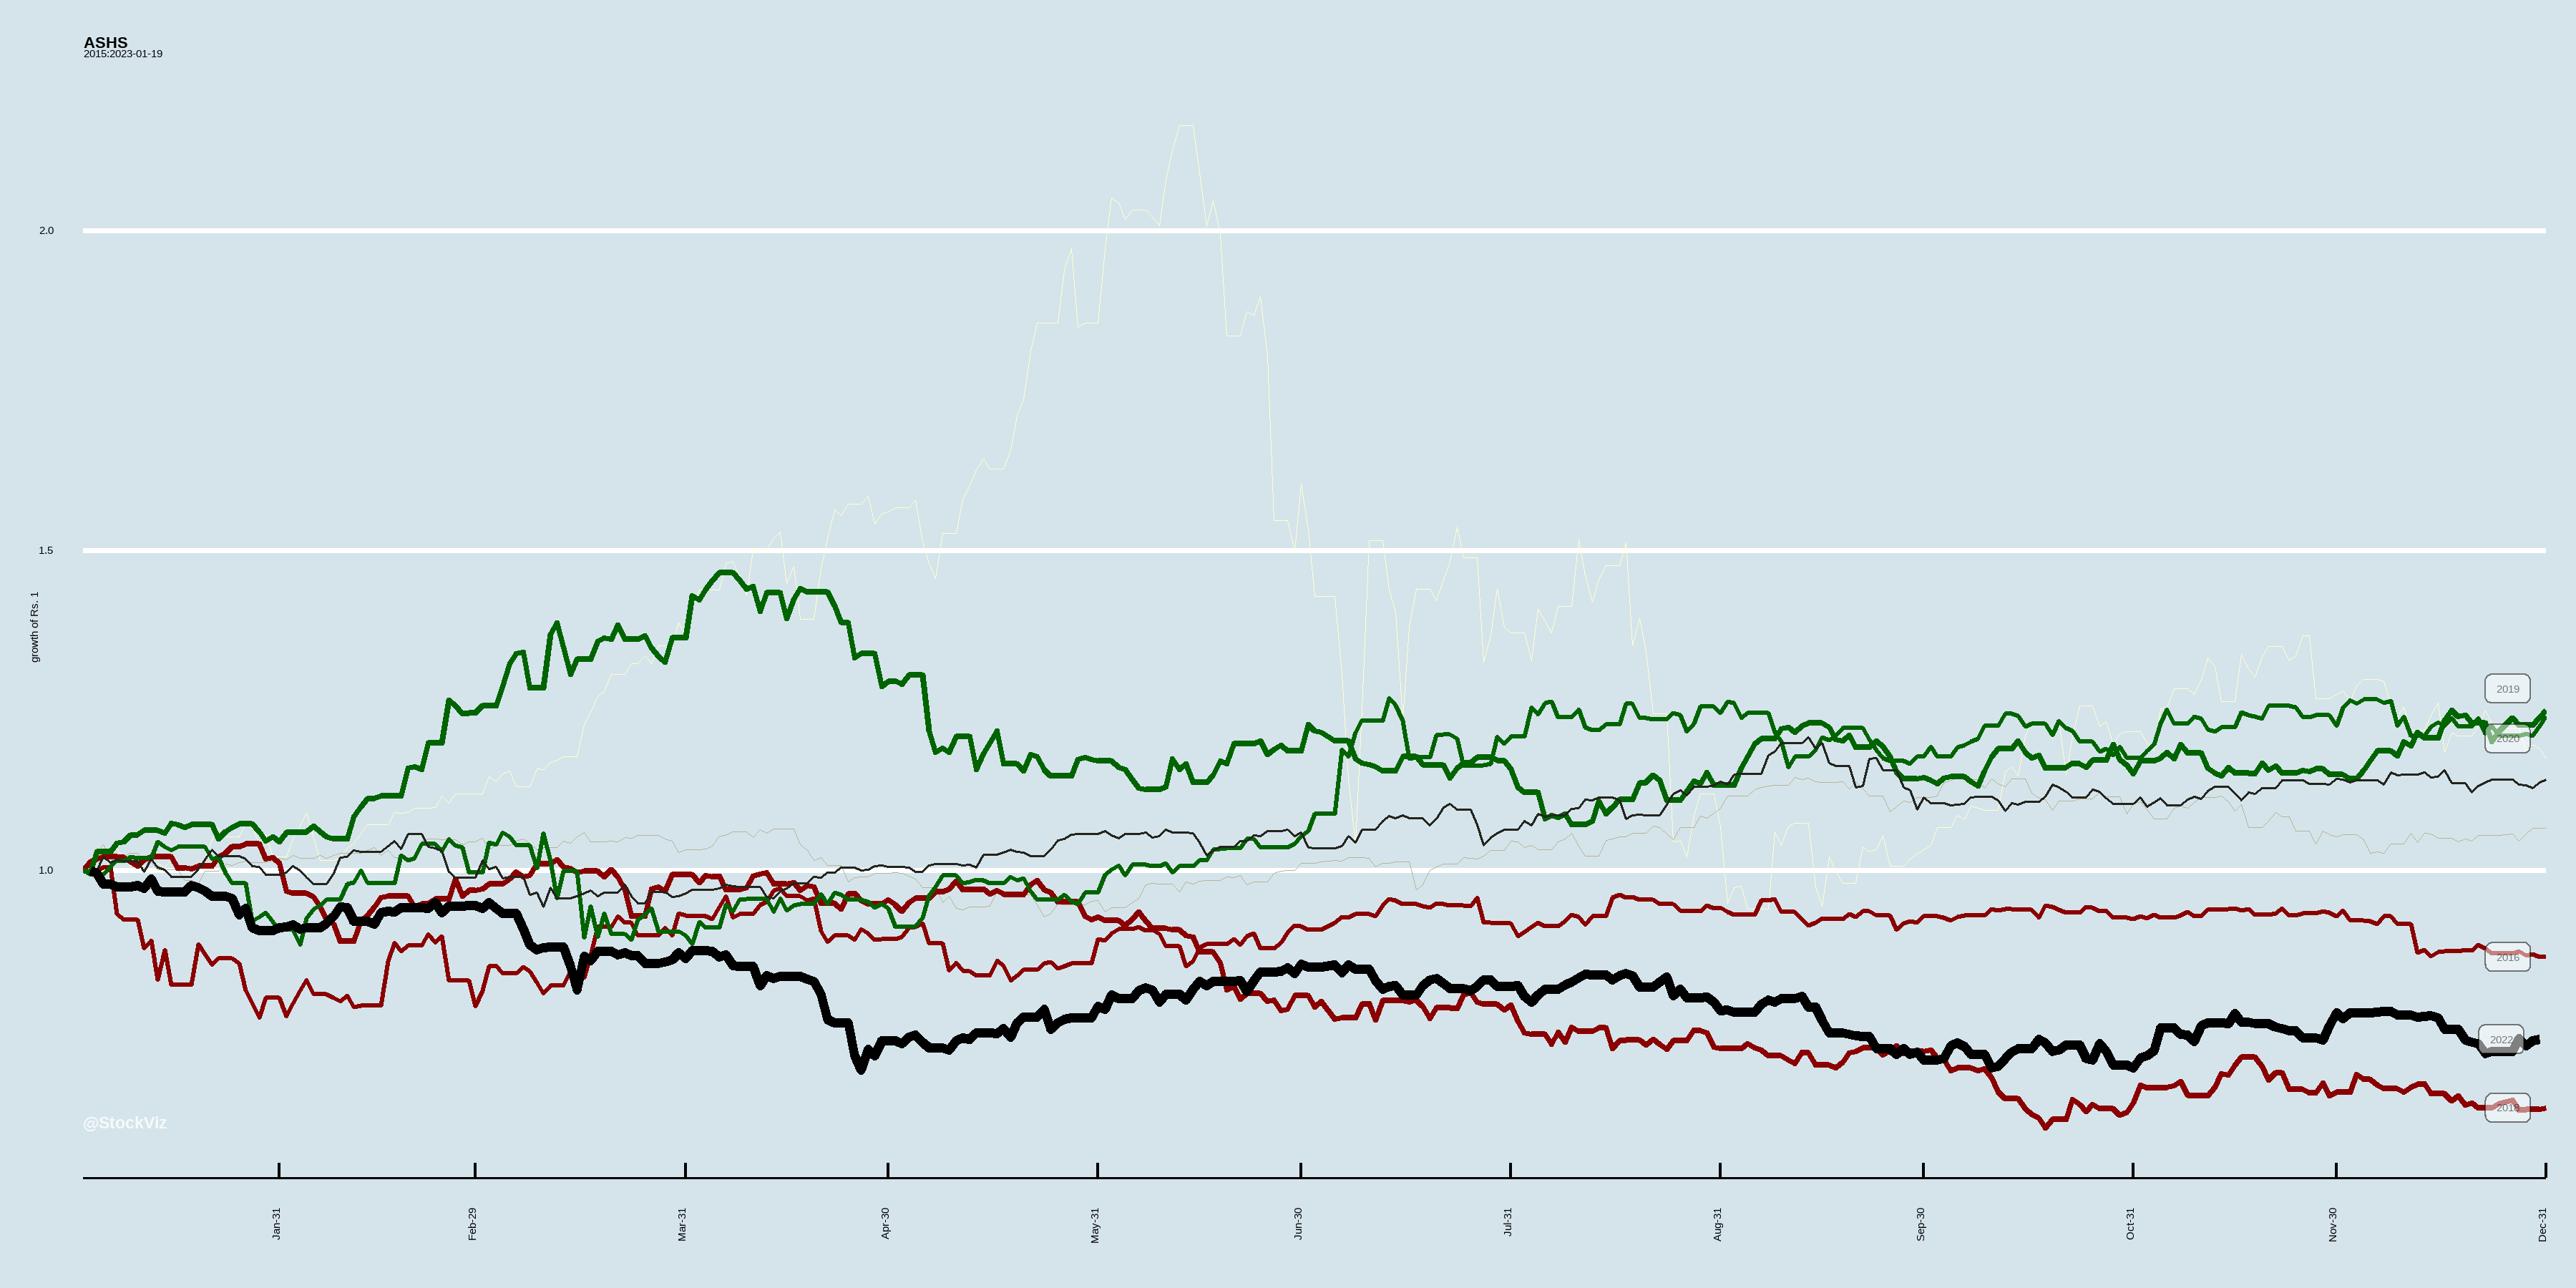 ASHS
2015:2023-01-19
2.0
1.5
1.0
growth of Rs. 1
2019
2020
2016
2022
2018
@StockViz
Jan-31
Feb-29
Mar-31
Apr-30
May-31
Jun-30
Jul-31
Aug-31
Sep-30
Oct-31
Nov-30
Dec-31